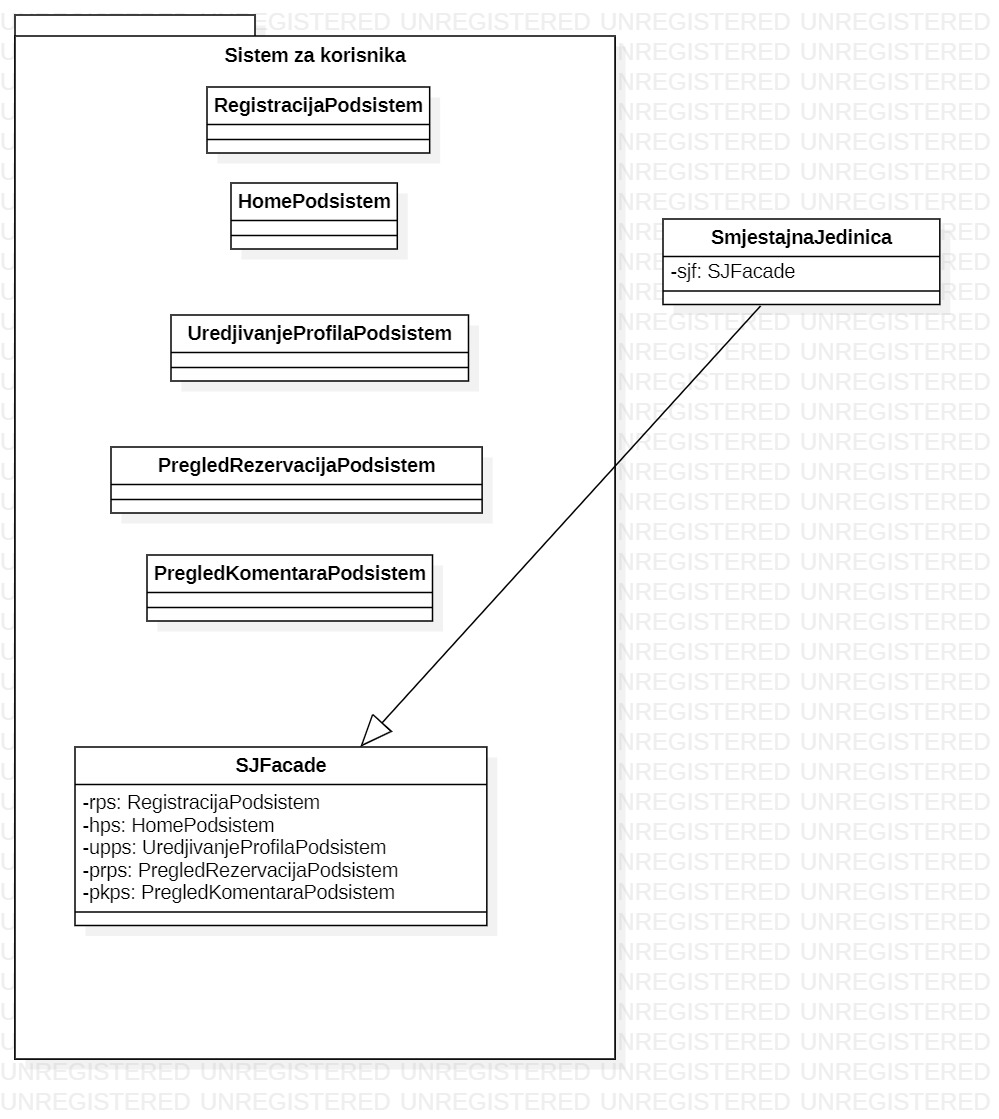 Sistem za korisnika
RegistracijaPodsistem
HomePodsistem
SmjestajnaJedinica
-sjf: SJFacade
UredjivanjeProfilaPodsistem
PregledRezervacijaPodsistem
PregledKomentaraPodsistem
SJFacade
-rps: RegistracijaPodsistem
-hps: HomePodsistem
-upps: UredjivanjeProfilaPodsistem
-prps: PregledRezervacijaPodsistem
-pkps: PregledKomentaraPodsistem
UNREGISTERED UNREGISTERED UNREGISTERED UNREGISTERED UNREGISTERED